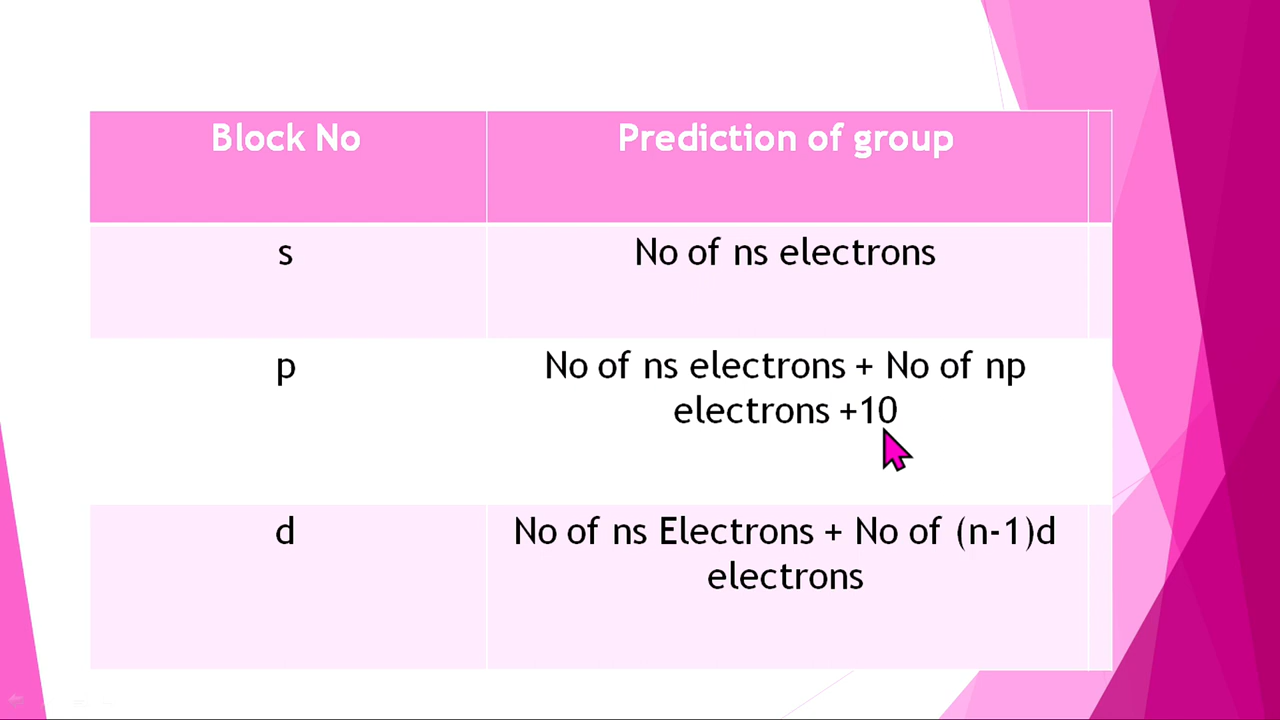 Block No
Prediction of group
s
No of ns electrons
p
No of ns electrons + No of np
electrons +10
d
No of ns Electrons + No of (n-1)d
electrons